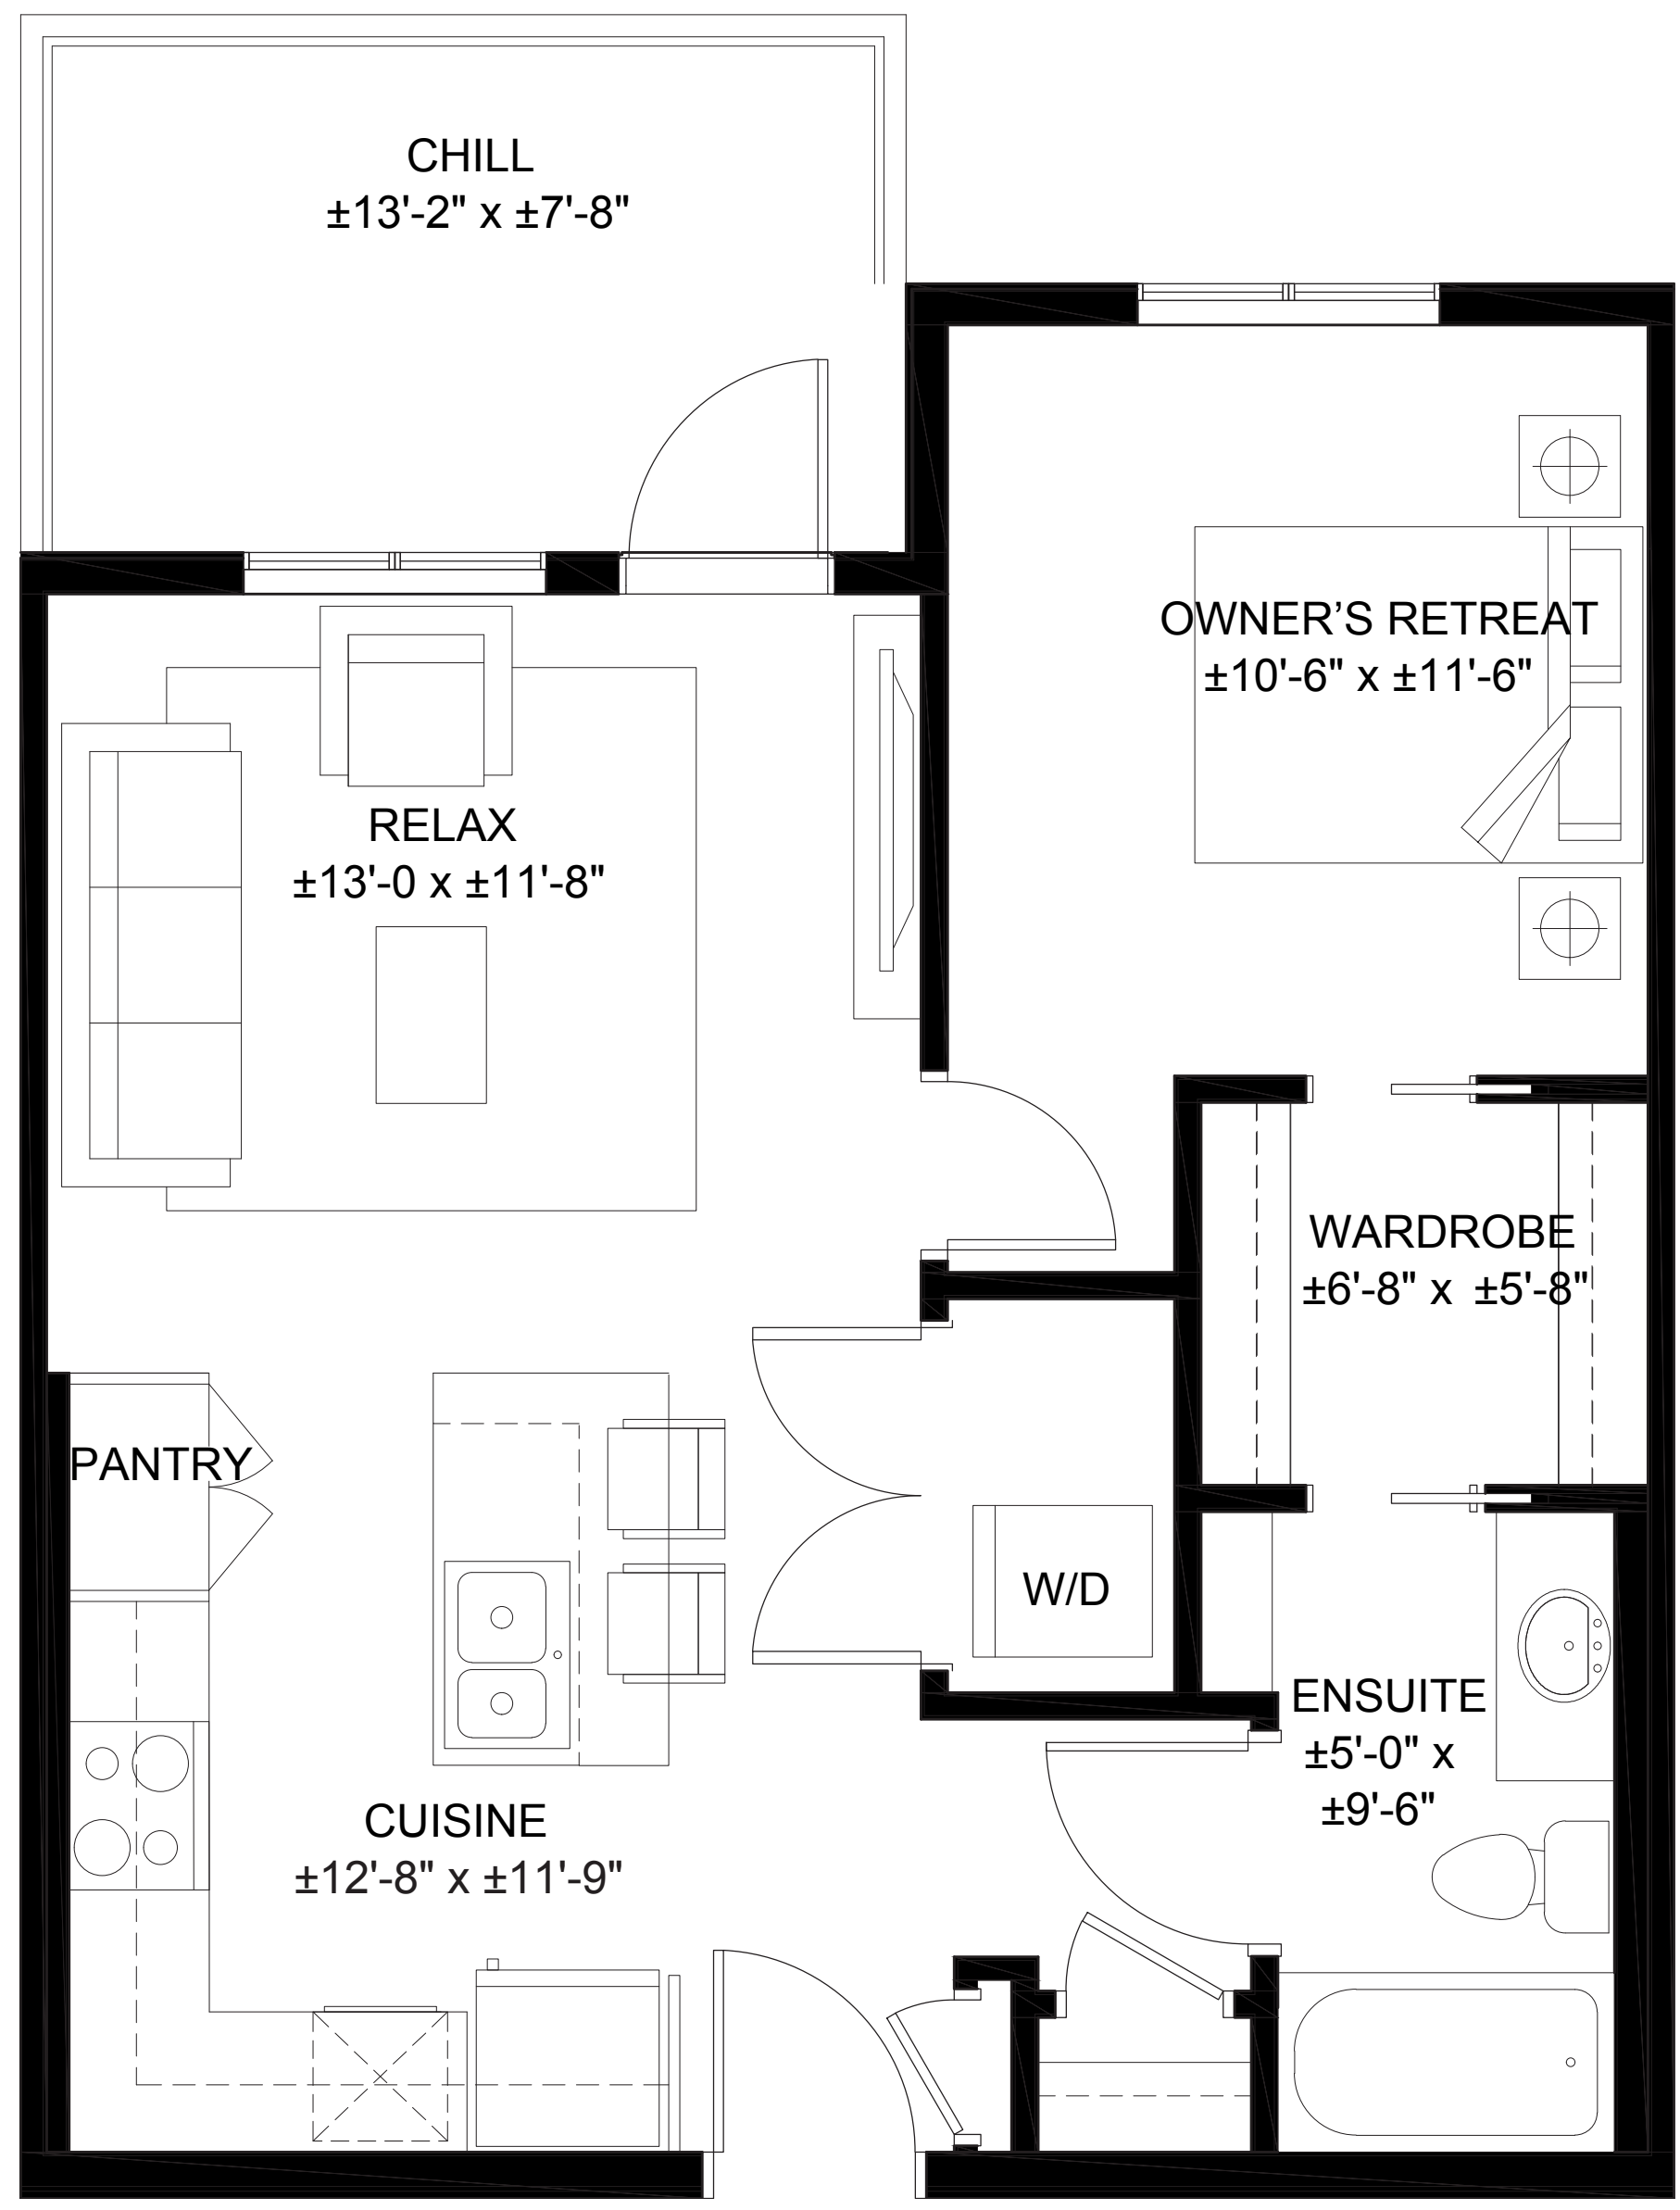 CHILL
±13'-2" x ±7'-8"
OWNER’S RETREAT
±10'-6" x ±11'-6"
RELAX
±13'-0 x ±11'-8"
WARDROBE
±6'-8" x ±5'-8"
PANTRY
W/D
ENSUITE
±5'-0" x
±9'-6"
CUISINE
±12'-8" x ±11'-9"